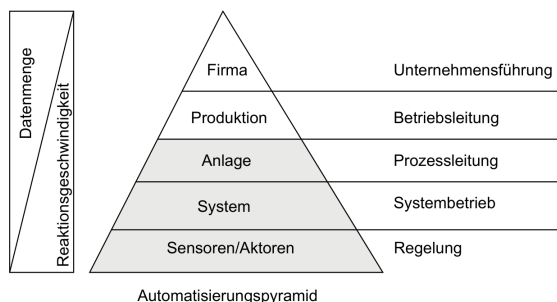 Datenmenge
Reaktionsgeschwindigkeit
Firma
Unternehmensführung
Produktion
Betriebsleitung
Anlage
Prozessleitung
System
Systembetrieb
Sensoren/Aktoren
Regelung
Automatisierungspyramid